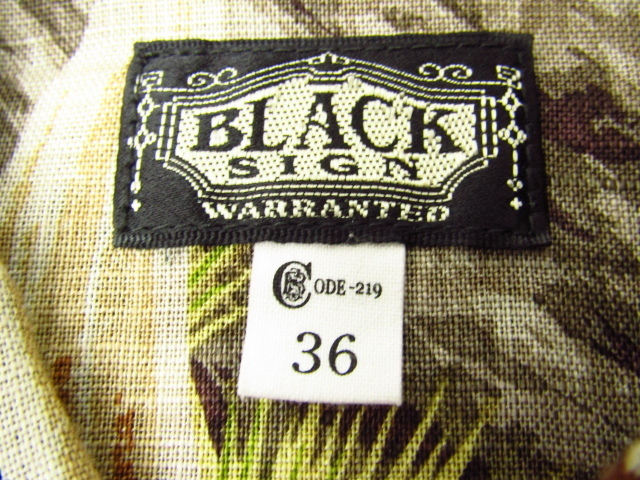 BLACK
SIGN
WARRANTED
CODE-219
36